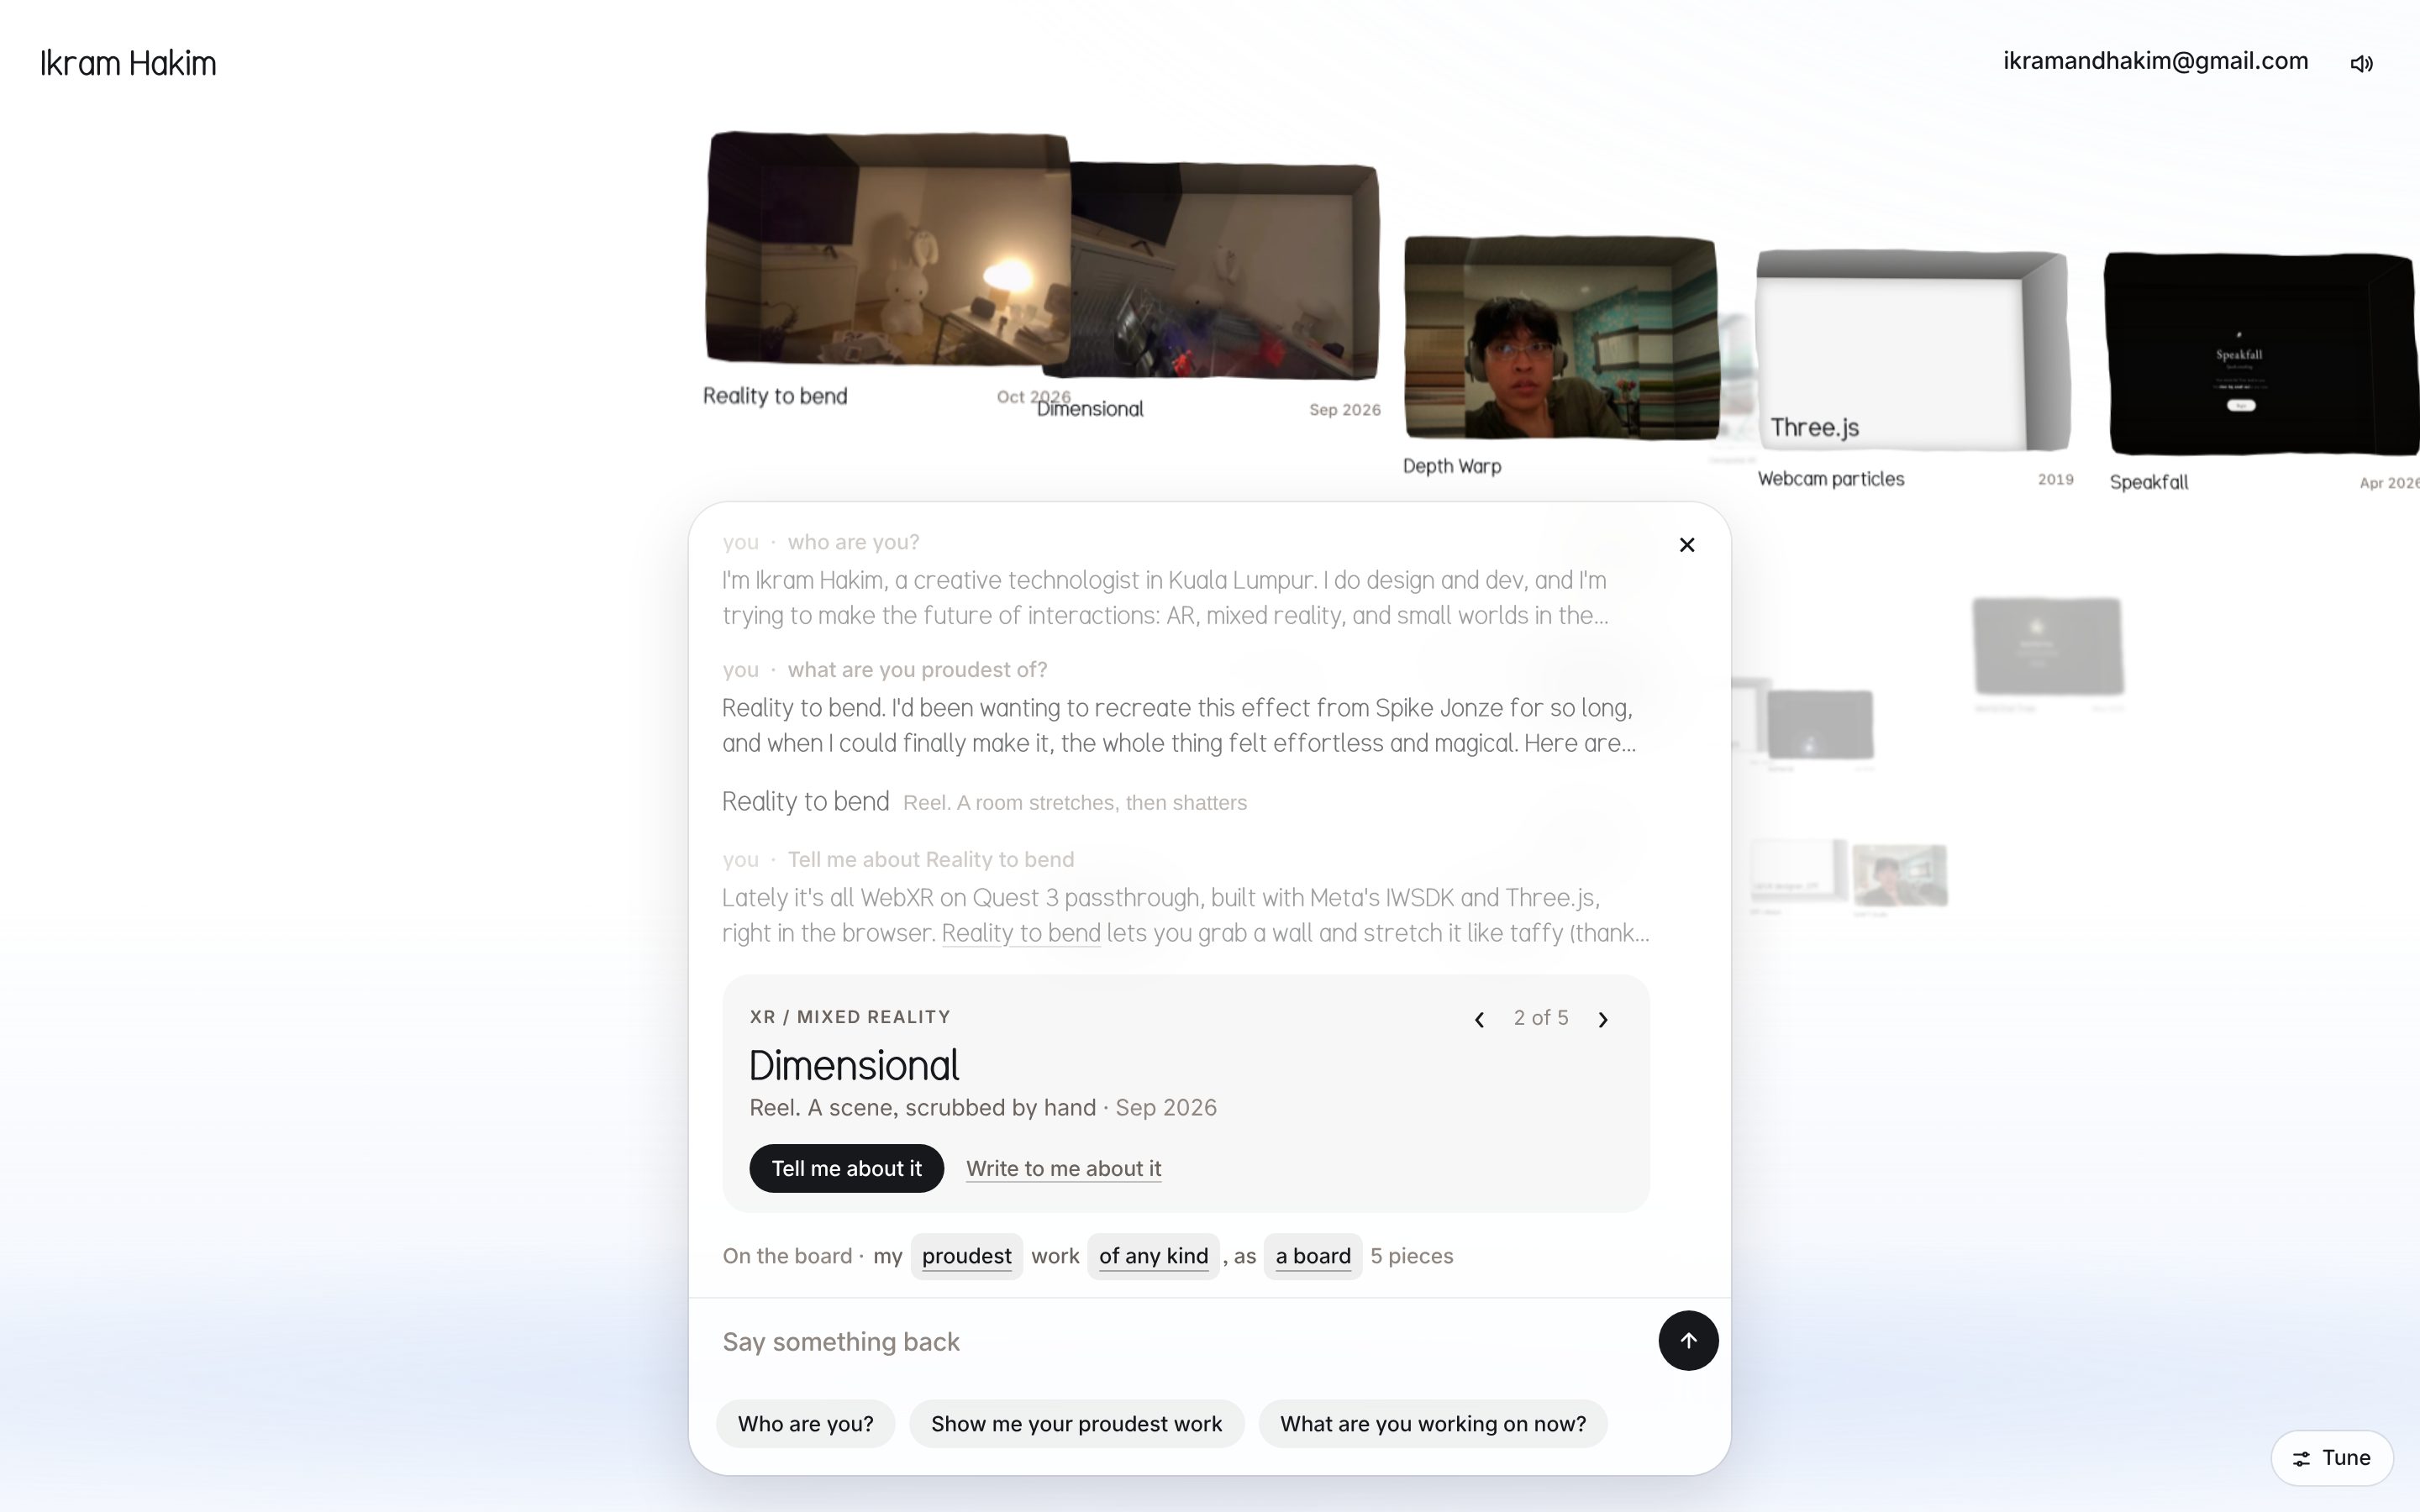 Ikram Hakim
ikramandhakim@gmail.com
Reality to bend
Oct 2026
Dimensional
Sep 2026
Depth Warp
Three.js
Webcam particles
2019
Speakfall
Speakfall
Apr 2026
you · who are you?
I'm Ikram Hakim, a creative technologist in Kuala Lumpur. I do design and dev, and I'm
trying to make the future of interactions: AR, mixed reality, and small worlds in the...
you · what are you proudest of?
Reality to bend. I'd been wanting to recreate this effect from Spike Jonze for so long,
and when I could finally make it, the whole thing felt effortless and magical. Here are...
Reality to bend Reel. A room stretches, then shatters
you · Tell me about Reality to bend
Lately it's all WebXR on Quest 3 passthrough, built with Meta's IWSDK and Three.js,
right in the browser. Reality to bend lets you grab a wall and stretch it like taffy (thank...
XR / MIXED REALITY
2 of 5
Dimensional
Reel. A scene, scrubbed by hand · Sep 2026
Tell me about it
Write to me about it
On the board · my proudest work of any kind, as a board 5 pieces
Say something back
Who are you?
Show me your proudest work
What are you working on now?
Tune